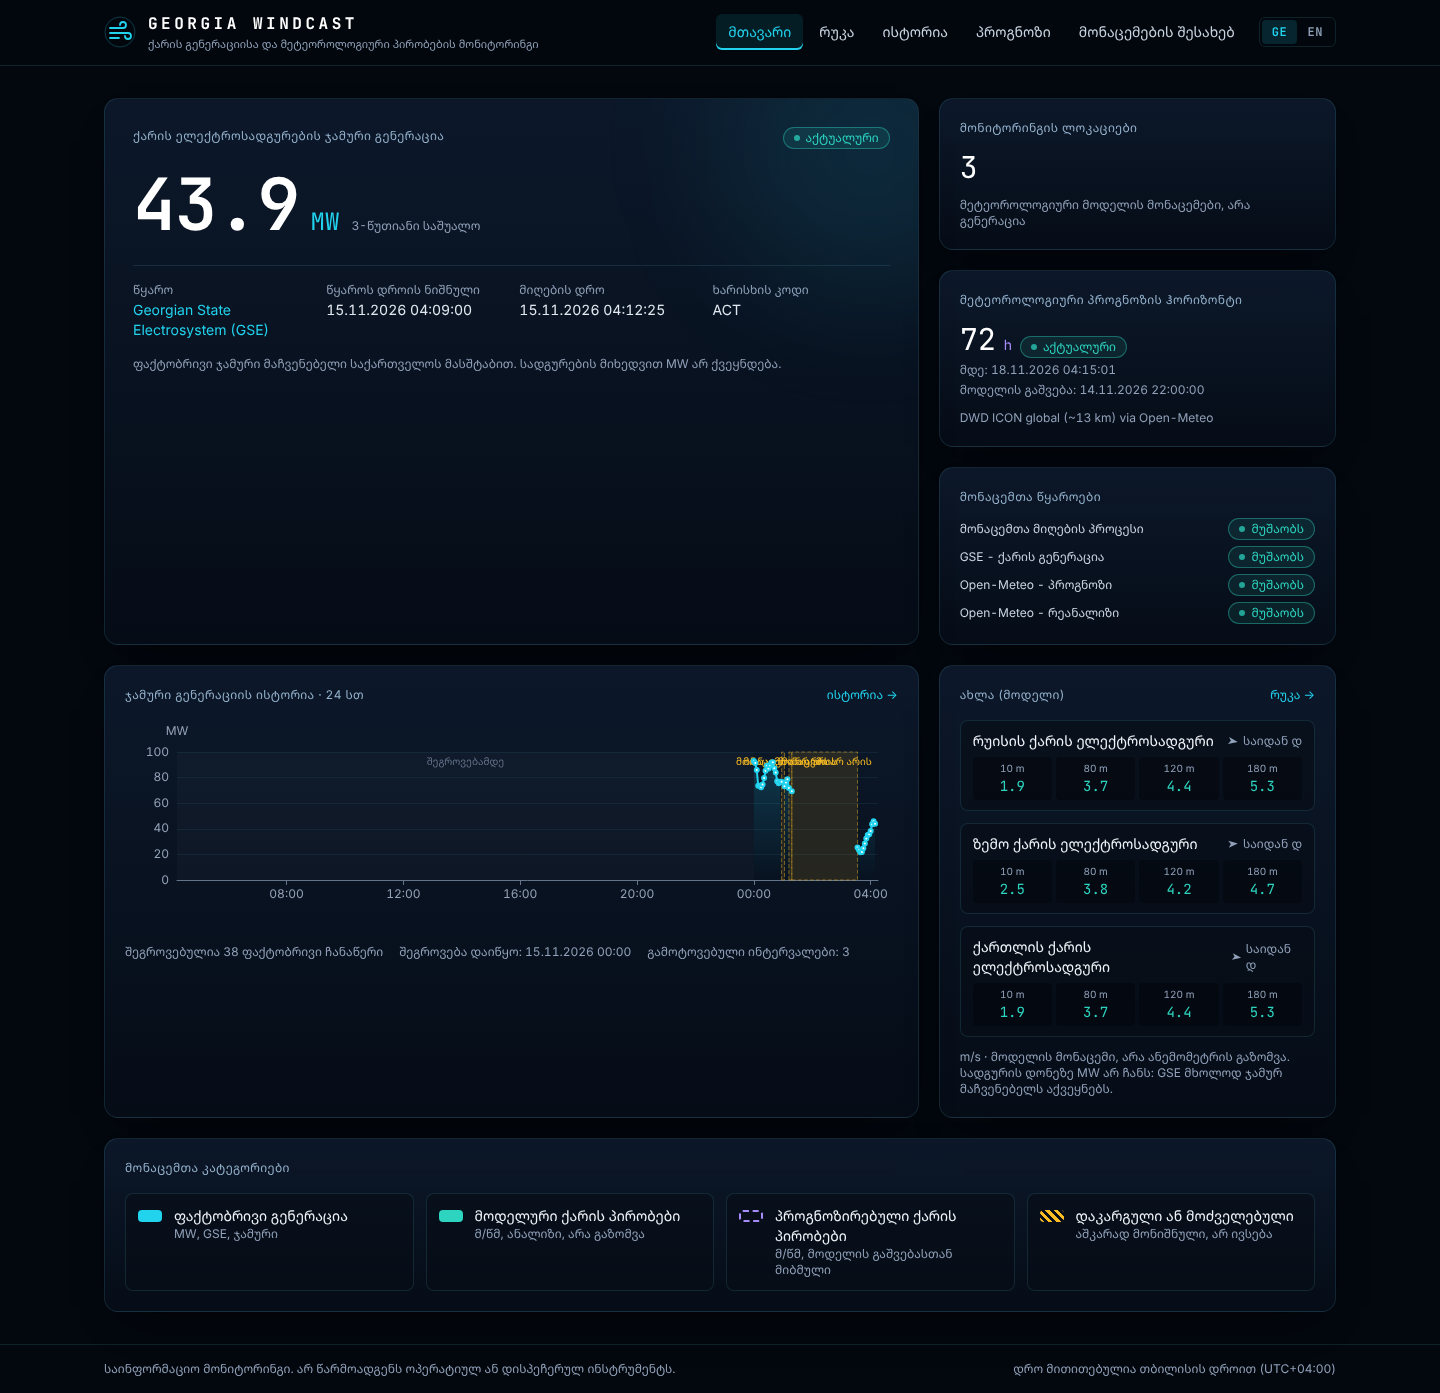 GEORGIA WINDCAST
ქარის გენერაციისა და მეტეოროლოგიური პირობების მონიტორინგი
მთავარი
რუკა
ისტორია
პროგნოზი
მონაცემების შესახებ
GE
EN
ქარის ელექტროსადგურების ჯამური გენერაცია
აქტუალური
43.9 MW 3-წუთიანი საშუალო
წყარო
Georgian State
Electrosystem (GSE)
წყაროს დროის ნიშნული
15.11.2026 04:09:00
მიღების დრო
15.11.2026 04:12:25
ხარისხის კოდი
ACT
ფაქტობრივი ჯამური მაჩვენებელი საქართველოს მასშტაბით. სადგურების მიხედვით MW არ ქვეყნდება.
მონიტორინგის ლოკაციები
3
მეტეოროლოგიური მოდელის მონაცემები, არა
გენერაცია
მეტეოროლოგიური პროგნოზის ჰორიზონტი
72 h აქტუალური
მდე: 18.11.2026 04:15:01
მოდელის გაშვება: 14.11.2026 22:00:00
DWD ICON global (~13 km) via Open-Meteo
მონაცემთა წყაროები
მონაცემთა მიღების პროცესი მუშაობს
GSE - ქარის გენერაცია მუშაობს
Open-Meteo - პროგნოზი მუშაობს
Open-Meteo - რეანალიზი მუშაობს
ჯამური გენერაციის ისტორია · 24 სთ
ისტორია →
MW
100
80
60
40
20
0
შეგროვებამდე
არ არის
08:00
12:00
16:00
20:00
00:00
04:00
შეგროვებულია 38 ფაქტობრივი ჩანაწერი
შეგროვება დაიწყო: 15.11.2026 00:00
გამოტოვებული ინტერვალები: 3
ახლა (მოდელი)
რუკა →
რუისის ქარის ელექტროსადგური
➤ საიდან დ
10 m 80 m 120 m 180 m
1.9 3.7 4.4 5.3
ზემო ქარის ელექტროსადგური
➤ საიდან დ
10 m 80 m 120 m 180 m
2.5 3.8 4.2 4.7
ქართლის ქარის
ელექტროსადგური
➤ საიდან
დ
10 m 80 m 120 m 180 m
1.9 3.7 4.4 5.3
m/s · მოდელის მონაცემი, არა ანემომეტრის გაზომვა.
სადგურის დონეზე MW არ ჩანს: GSE მხოლოდ ჯამურ
მაჩვენებელს აქვეყნებს.
მონაცემთა კატეგორიები
ფაქტობრივი გენერაცია
MW, GSE, ჯამური
მოდელური ქარის პირობები
მ/წმ, ანალიზი, არა გაზომვა
პროგნოზირებული ქარის
პირობები
მ/წმ, მოდელის გაშვებასთან
მიბმული
დაკარგული ან მოძველებული
აშკარად მონიშნული, არ ივსება
საინფორმაციო მონიტორინგი. არ წარმოადგენს ოპერატიულ ან დისპეჩერულ ინსტრუმენტს.
დრო მითითებულია თბილისის დროით (UTC+04:00)